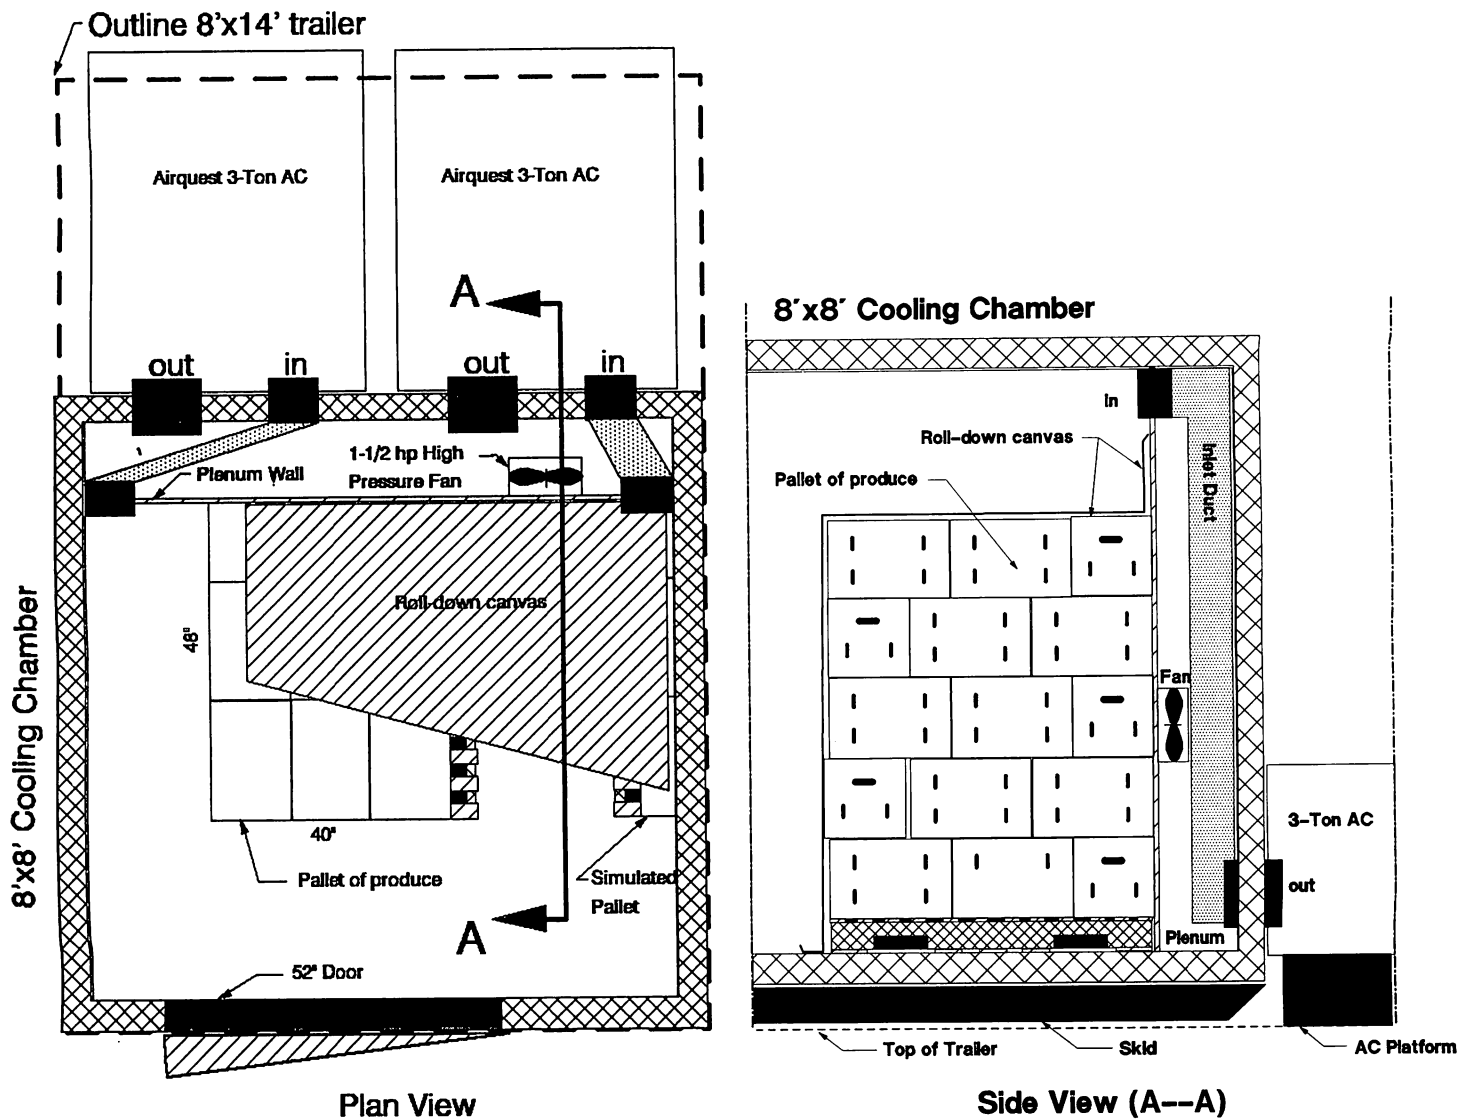 Outline 8'x14' trailer
Airquest 3-Ton AC
Airquest 3-Ton AC
A
out
in
out
in
Plenum Wall
1-1/2 hp High
Pressure Fan
Roll-down canvas
48"
40"
Pallet of produce
Simulated
Pallet
A
52" Door
8'x8' Cooling Chamber
Plan View
8'x8' Cooling Chamber
In
Roll-down canvas
Pallet of produce
Inlet Duct
Fan
3-Ton AC
out
Plenum
Top of Trailer
Skid
AC Platform
Side View (A--A)